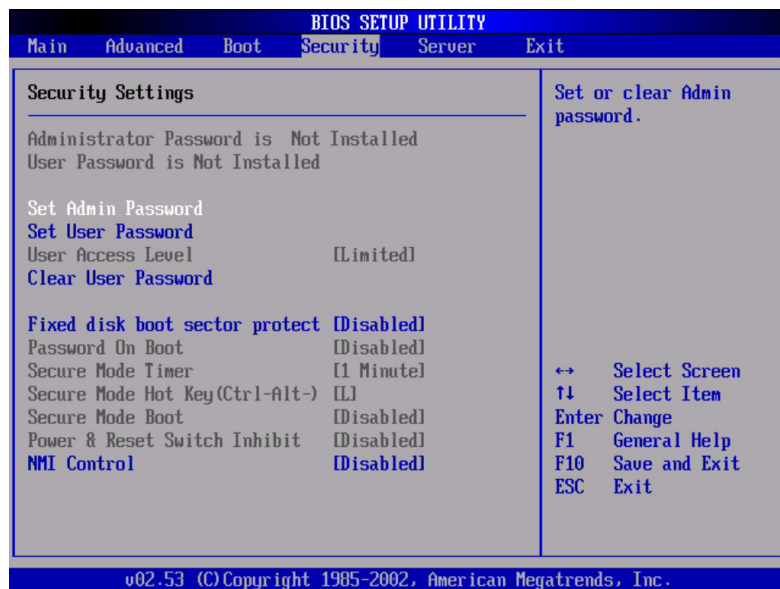 BIOS SETUP UTILITY
Main Advanced Boot Security Server Exit
Security Settings
Administrator Password is Not Installed
User Password is Not Installed
Set Admin Password
Set User Password
User Access Level [Limited]
Clear User Password
Fixed disk boot sector protect [Disabled]
Password On Boot [Disabled]
Secure Mode Timer [1 Minute]
Secure Mode Hot Key(Ctrl-Alt-) [L]
Secure Mode Boot [Disabled]
Power & Reset Switch Inhibit [Disabled]
NMI Control [Disabled]
Set or clear Admin
password.
↔ Select Screen
↑↓ Select Item
Enter Change
F1 General Help
F10 Save and Exit
ESC Exit
v02.53 (C)Copyright 1985-2002, American Megatrends, Inc.